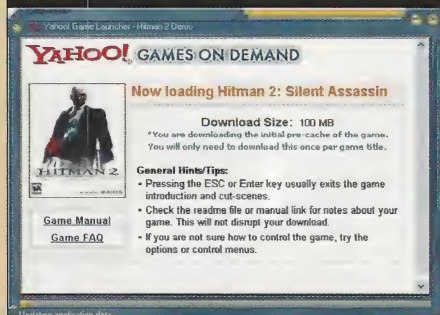 Yahoo! Game Launcher - Hitman 2 Demo
YAHOO! GAMES ON DEMAND
Now loading Hitman 2: Silent Assassin
Download Size: 100 MB
*You are downloading the initial pre-cache of the game.
You will only need to download this once per game title.
HITMAN 2
General Hints/Tips:
• Pressing the ESC or Enter key usually exits the game
introduction and cut-scenes.
• Check the readme file or manual link for notes about your
game. This will not disrupt your download.
• If you are not sure how to control the game, try the
options or control menus.
Game Manual
Game FAQ
Updating application data